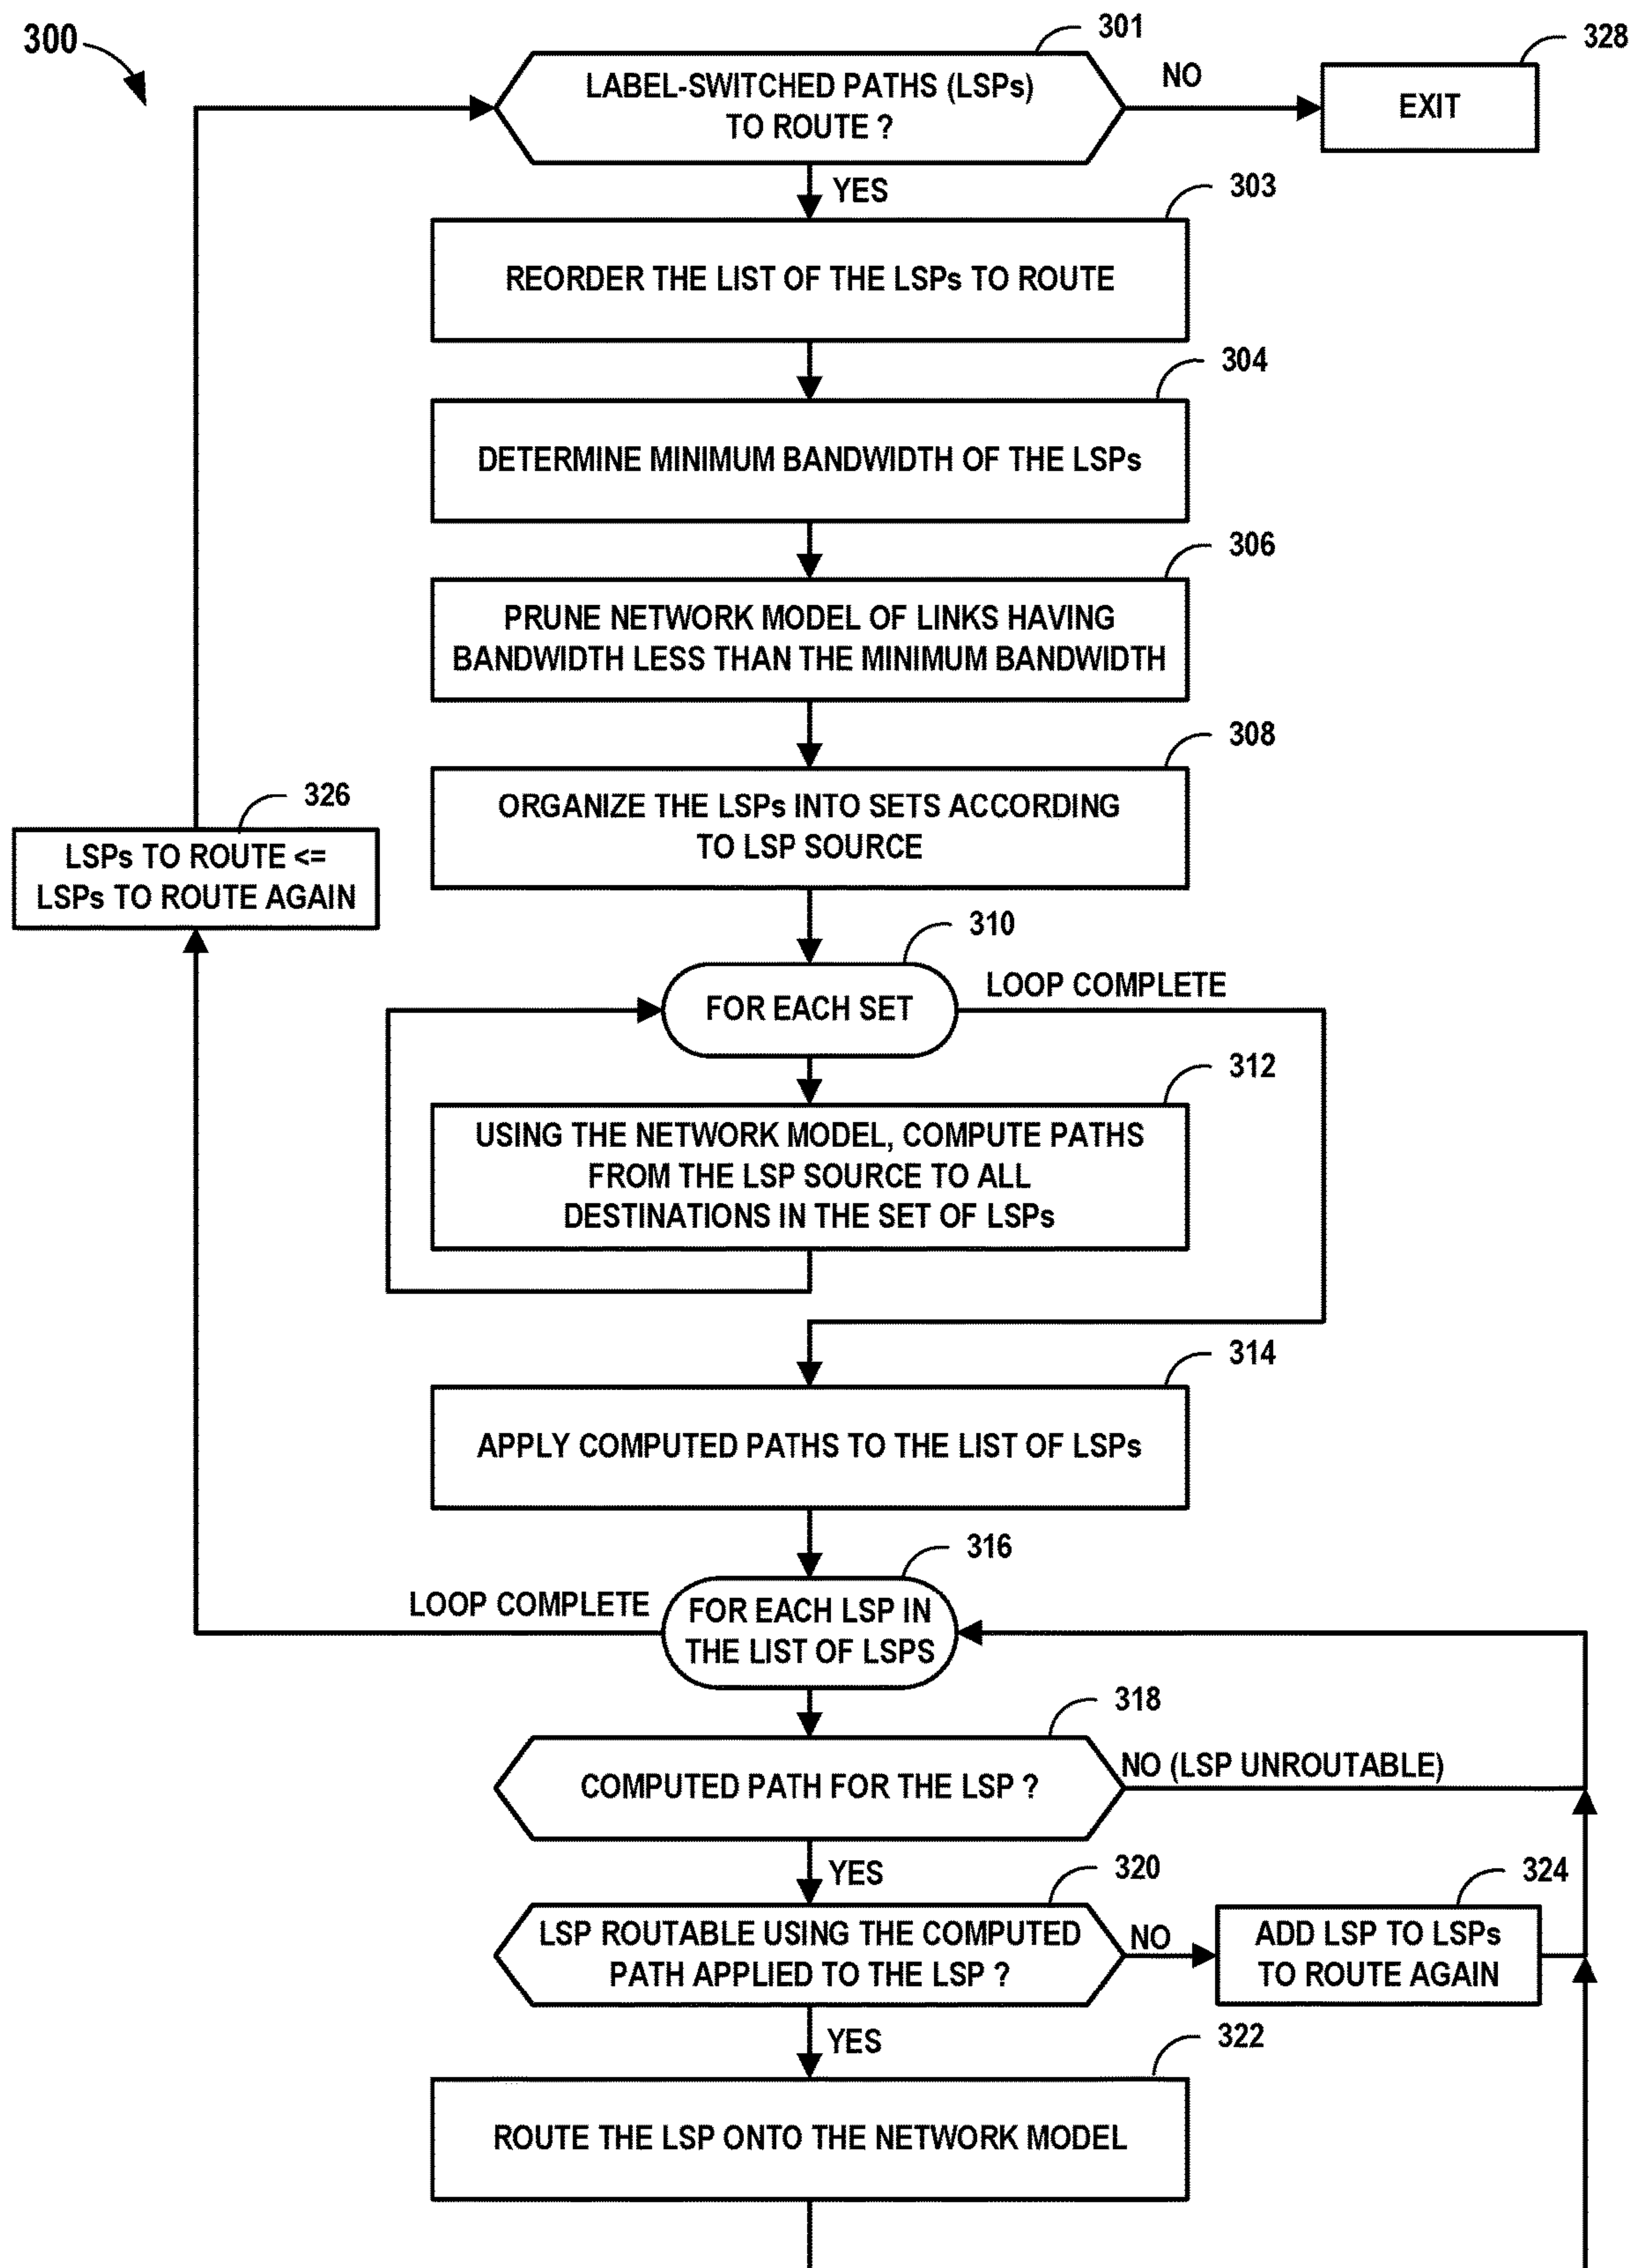 300
301
LABEL-SWITCHED PATHS (LSPs)
TO ROUTE ?
NO
328
EXIT
YES
303
REORDER THE LIST OF THE LSPs TO ROUTE
304
DETERMINE MINIMUM BANDWIDTH OF THE LSPs
306
PRUNE NETWORK MODEL OF LINKS HAVING
BANDWIDTH LESS THAN THE MINIMUM BANDWIDTH
308
ORGANIZE THE LSPs INTO SETS ACCORDING
TO LSP SOURCE
326
LSPs TO ROUTE <=
LSPs TO ROUTE AGAIN
310
FOR EACH SET
LOOP COMPLETE
312
USING THE NETWORK MODEL, COMPUTE PATHS
FROM THE LSP SOURCE TO ALL
DESTINATIONS IN THE SET OF LSPs
314
APPLY COMPUTED PATHS TO THE LIST OF LSPs
316
LOOP COMPLETE
FOR EACH LSP IN
THE LIST OF LSPS
318
COMPUTED PATH FOR THE LSP ?
NO (LSP UNROUTABLE)
YES
320
LSP ROUTABLE USING THE COMPUTED
PATH APPLIED TO THE LSP ?
NO
324
ADD LSP TO LSPs
TO ROUTE AGAIN
YES
322
ROUTE THE LSP ONTO THE NETWORK MODEL